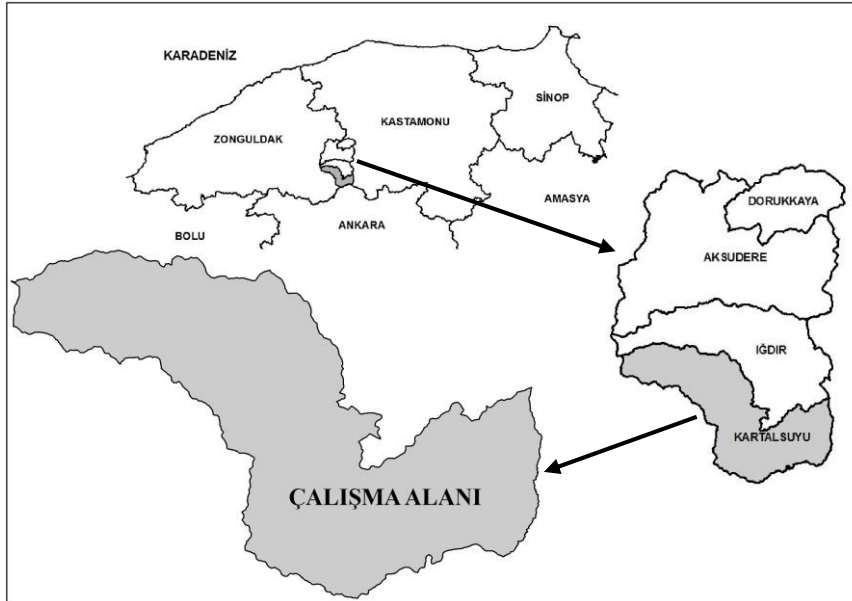 KARADENİZ
SİNOP
KASTAMONU
ZONGULDAK
AMASYA
DORUKKAYA
ANKARA
BOLU
AKSUDERE
IĞDIR
KARTALSUYU
ÇALIŞMA ALANI